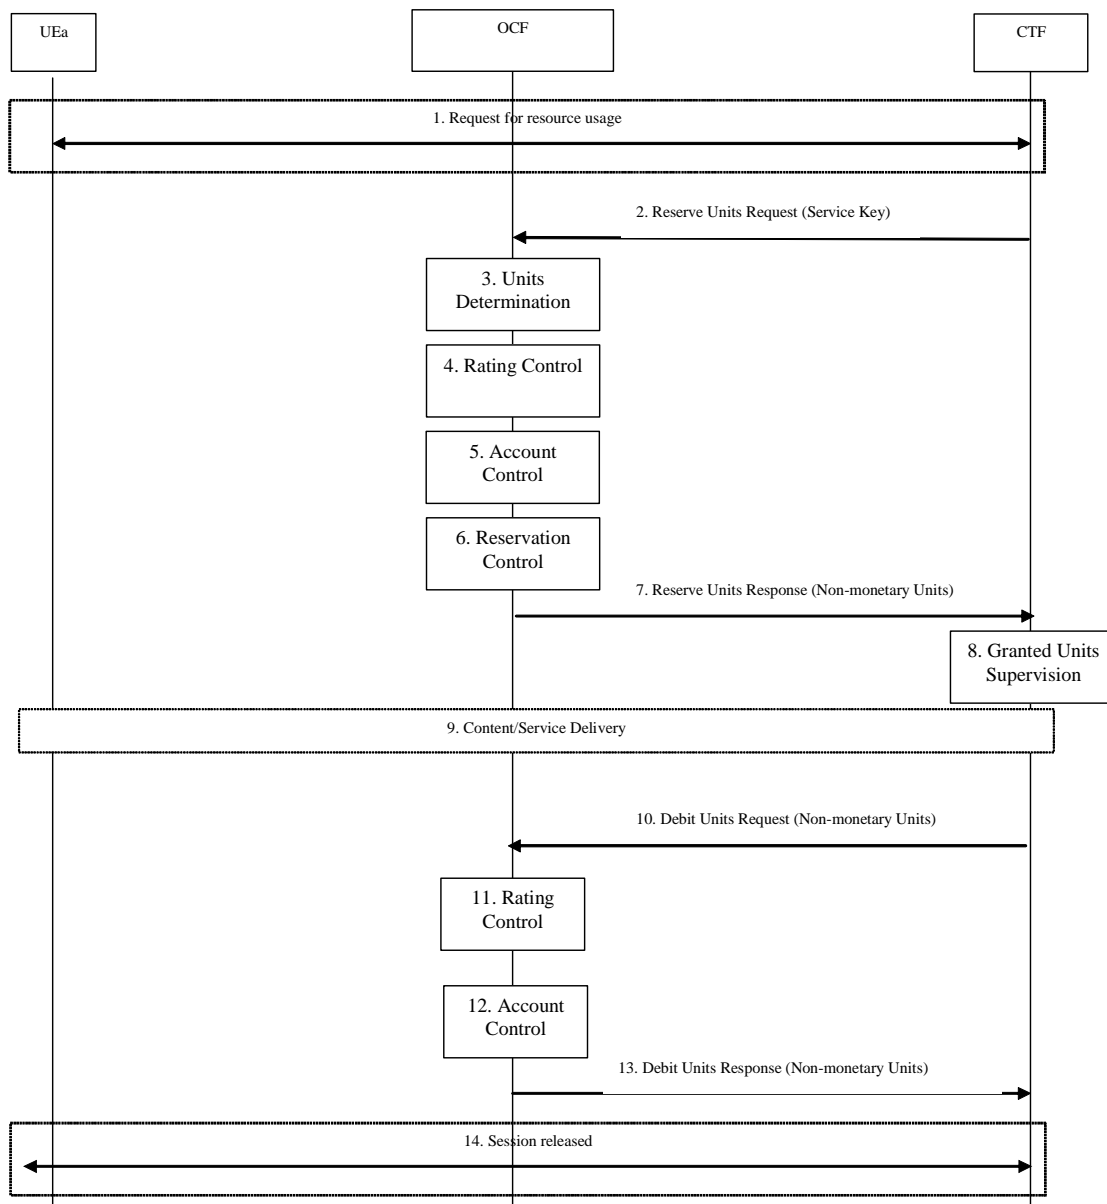 UEa
OCF
CTF
1. Request for resource usage
2. Reserve Units Request (Service Key)
3. Units
Determination
4. Rating Control
5. Account
Control
6. Reservation
Control
7. Reserve Units Response (Non-monetary Units)
8. Granted Units
Supervision
9. Content/Service Delivery
10. Debit Units Request (Non-monetary Units)
11. Rating
Control
12. Account
Control
13. Debit Units Response (Non-monetary Units)
14. Session released